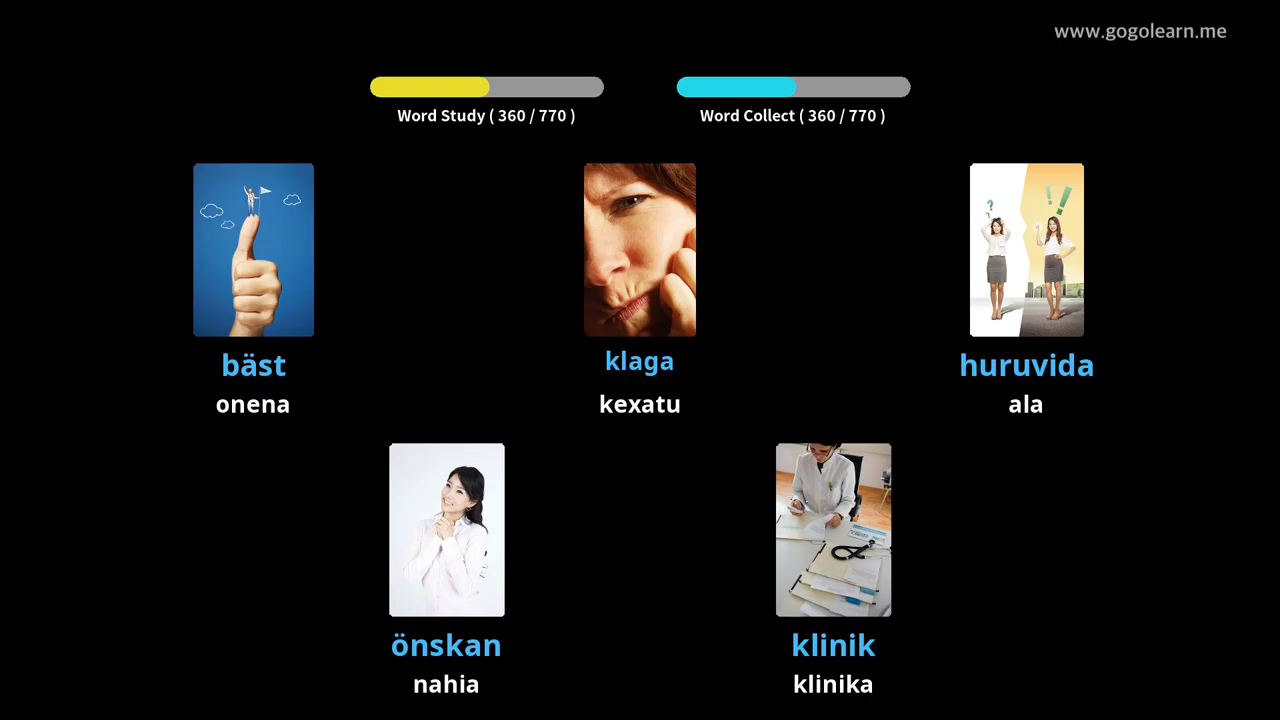 www.gogolearn.me
Word Study ( 360 / 770 )
Word Collect ( 360 / 770 )
bäst
onena
klaga
kexatu
huruvida
ala
önskan
nahia
klinik
klinika